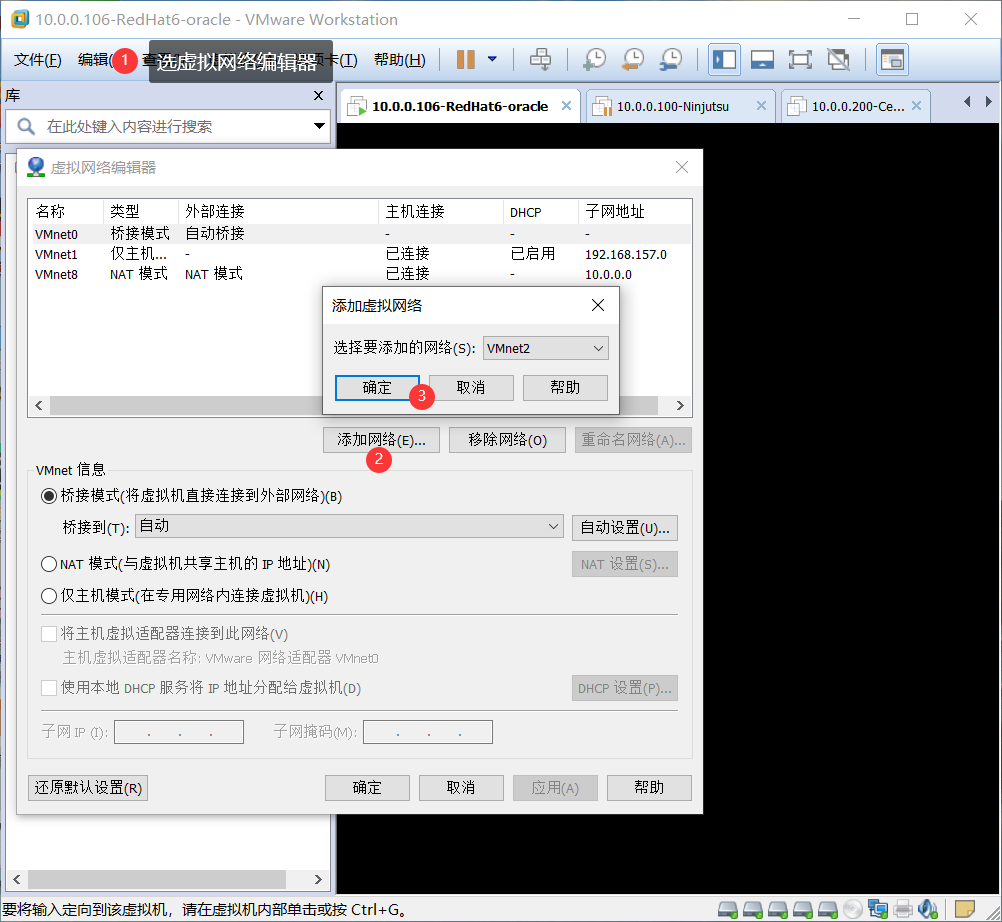 10.0.0.106-RedHat6-oracle - VMware Workstation
文件(F) 编辑( 1 查看 选虚拟网络编辑器 卡(T) 帮助(H)
库
10.0.0.106-RedHat6-oracle
10.0.0.100-Ninjutsu
10.0.0.200-Ce...
在此处键入内容进行搜索
虚拟网络编辑器
名称 类型 外部连接 主机连接 DHCP 子网地址
VMnet0 桥接模式 自动桥接 - - -
VMnet1 仅主机... - 已连接 已启用 192.168.157.0
VMnet8 NAT 模式 NAT 模式 已连接 - 10.0.0.0
添加虚拟网络
选择要添加的网络(S): VMnet2
确定 3 取消 帮助
添加网络(E)... 移除网络(O) 重命名网络(A)...
2
VMnet 信息
桥接模式(将虚拟机直接连接到外部网络)(B)
桥接到(T): 自动 自动设置(U)...
NAT 模式(与虚拟机共享主机的 IP 地址)(N) NAT 设置(S)...
仅主机模式(在专用网络内连接虚拟机)(H)
将主机虚拟适配器连接到此网络(V)
主机虚拟适配器名称: VMware 网络适配器 VMnet0
使用本地 DHCP 服务将 IP 地址分配给虚拟机(D) DHCP 设置(P)...
子网 IP (I): . . . 子网掩码(M): . . .
还原默认设置(R) 确定 取消 应用(A) 帮助
要将输入定向到该虚拟机，请在虚拟机内部单击或按 Ctrl+G。